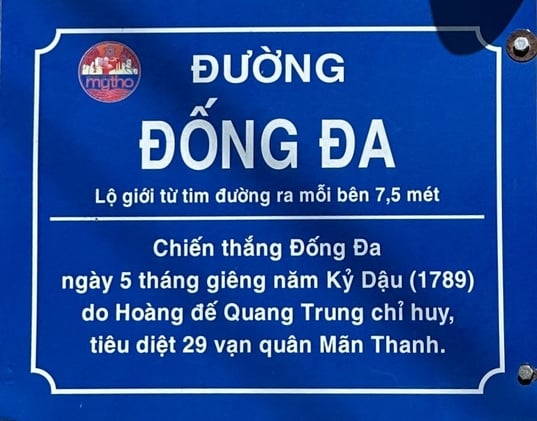 mytho
ĐƯỜNG
ĐỐNG ĐA
Lộ giới từ tim đường ra mỗi bên 7,5 mét
Chiến thắng Đống Đa
ngày 5 tháng giêng năm Kỷ Dậu (1789)
do Hoàng đế Quang Trung chỉ huy,
tiêu diệt 29 vạn quân Mãn Thanh.